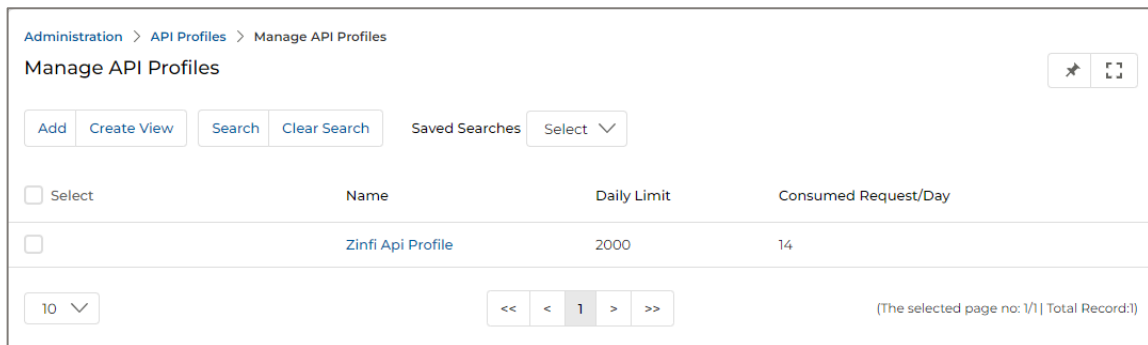 Administration > API Profiles > Manage API Profiles
Manage API Profiles
Add Create View Search Clear Search Saved Searches Select
Select Name Daily Limit Consumed Request/Day
Zinfi Api Profile 2000 14
10 << < 1 > >> (The selected page no: 1/1| Total Record:1)